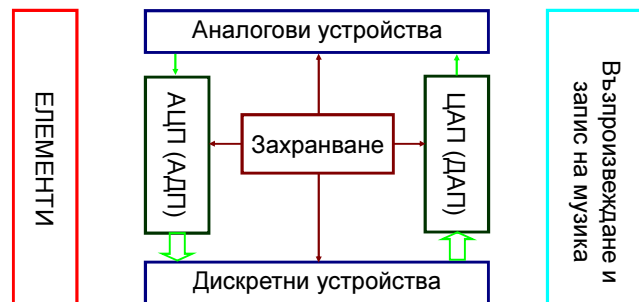 ЕЛЕМЕНТИ
Аналогови устройства
АЦП (АДП)
Захранване
ЦАП (ДАП)
Дискретни устройства
Възпроизвеждане и
запис на музика